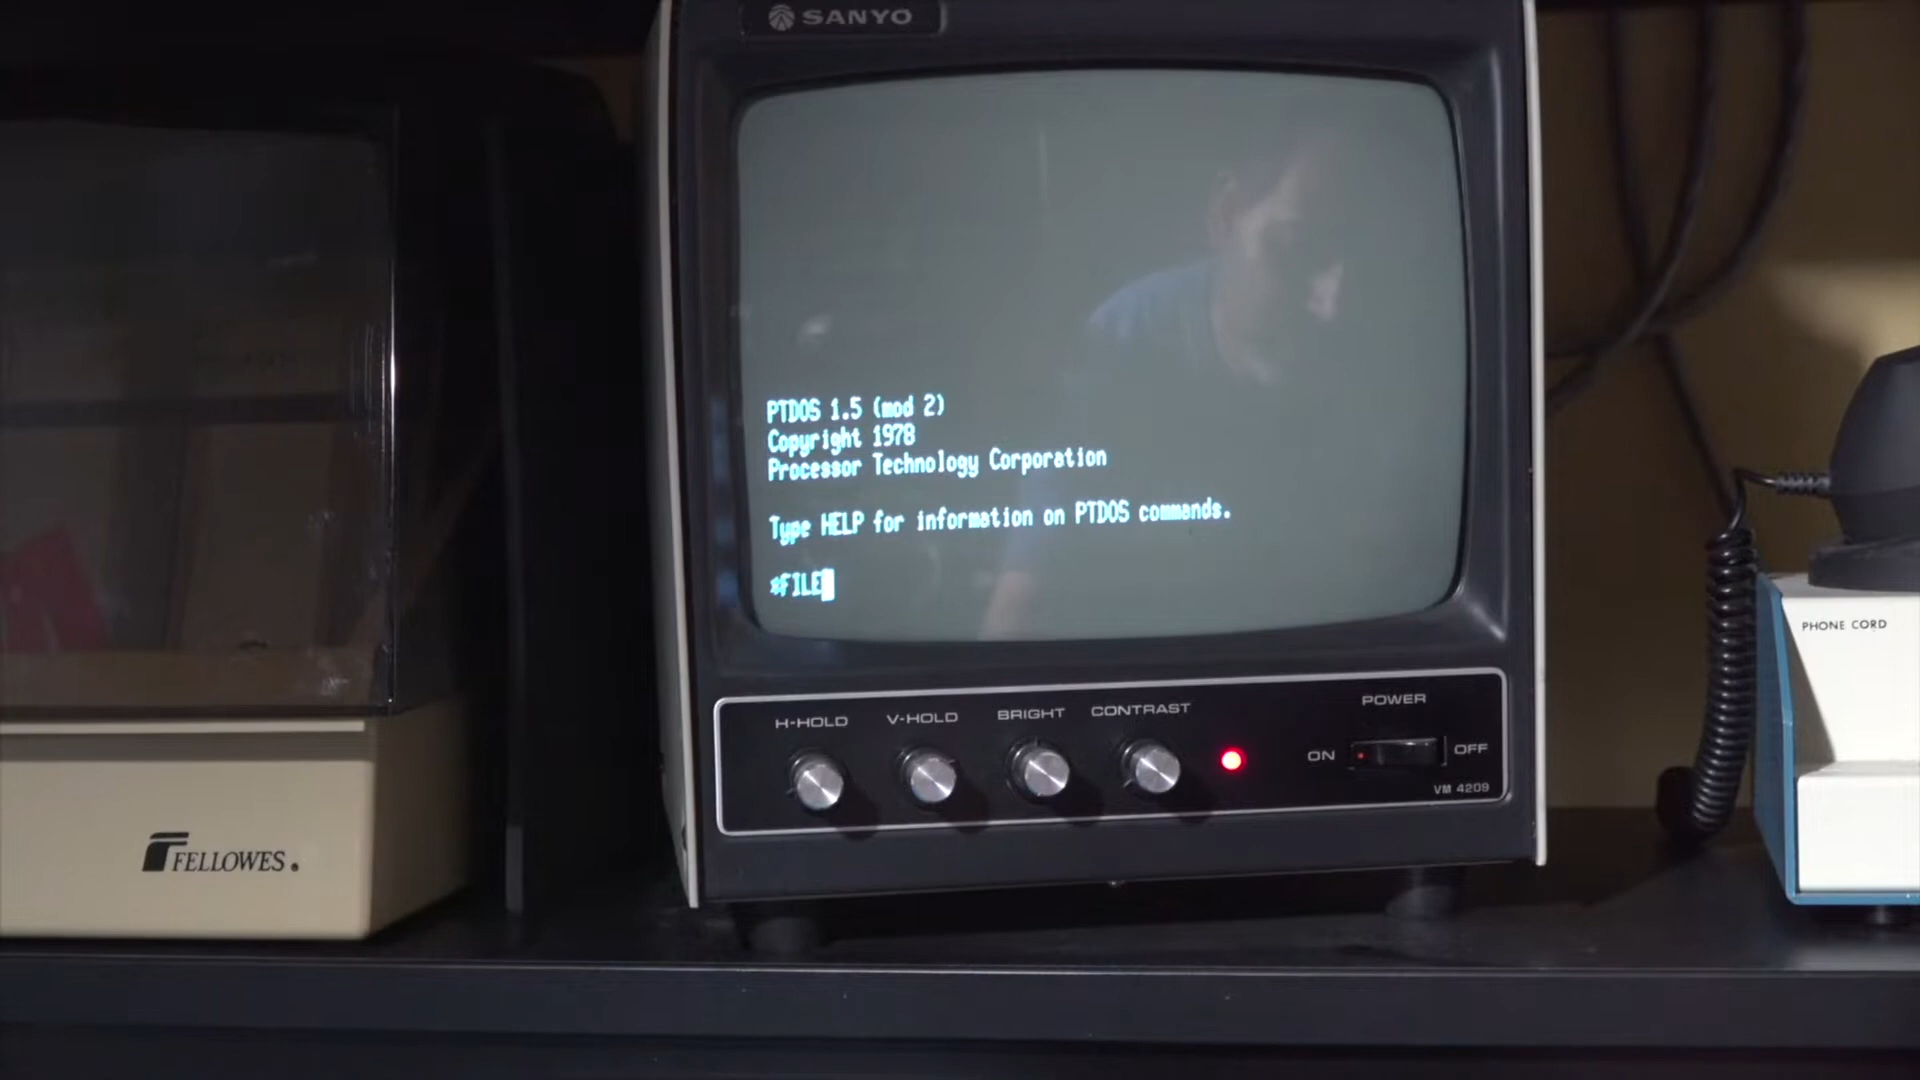 SANYO
PTDOS 1.5 (mod 2)
Copyright 1978
Processor Technology Corporation
Type HELP for information on PTDOS commands.
*FILE
H-HOLD
V-HOLD
BRIGHT
CONTRAST
POWER
ON
OFF
VM 4209
FELLOWES.
PHONE CORD